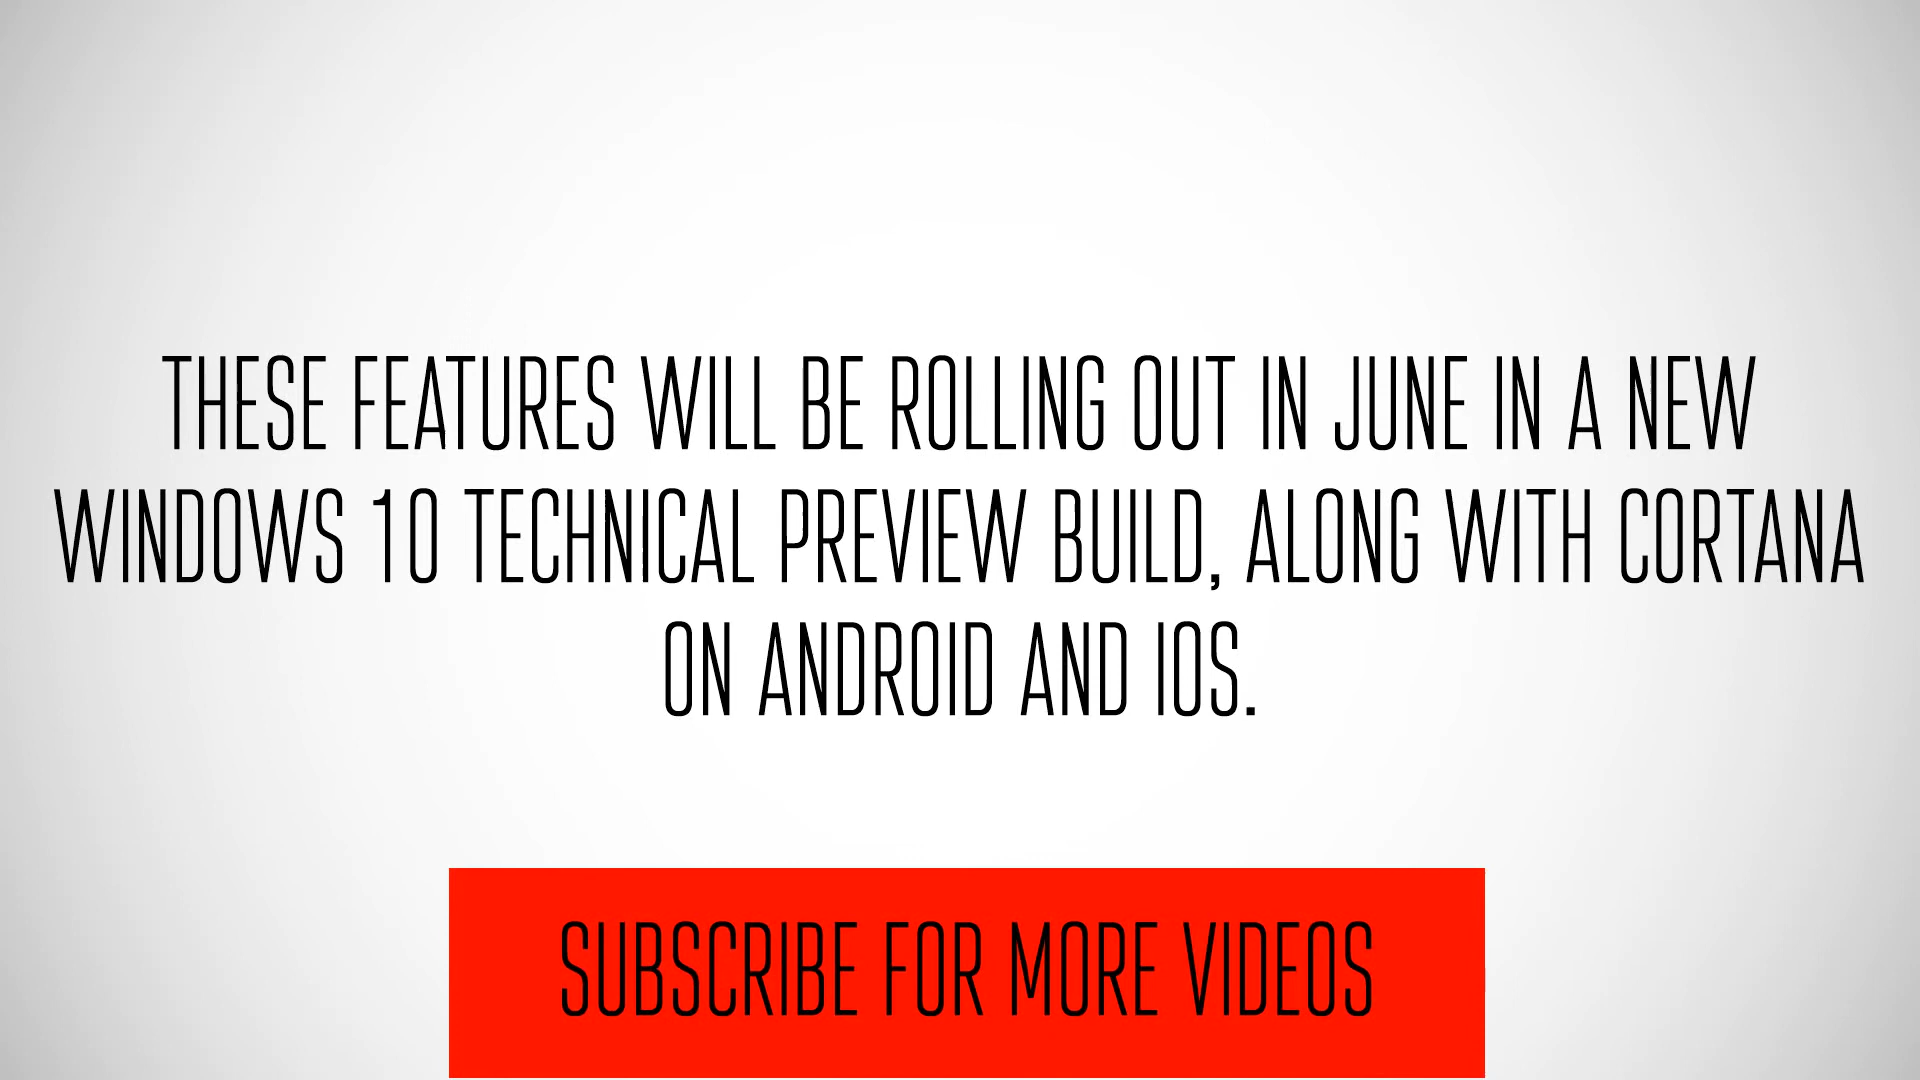 THESE FEATURES WILL BE ROLLING OUT IN JUNE IN A NEW
WINDOWS 10 TECHNICAL PREVIEW BUILD, ALONG WITH CORTANA
ON ANDROID AND IOS.
SUBSCRIBE FOR MORE VIDEOS